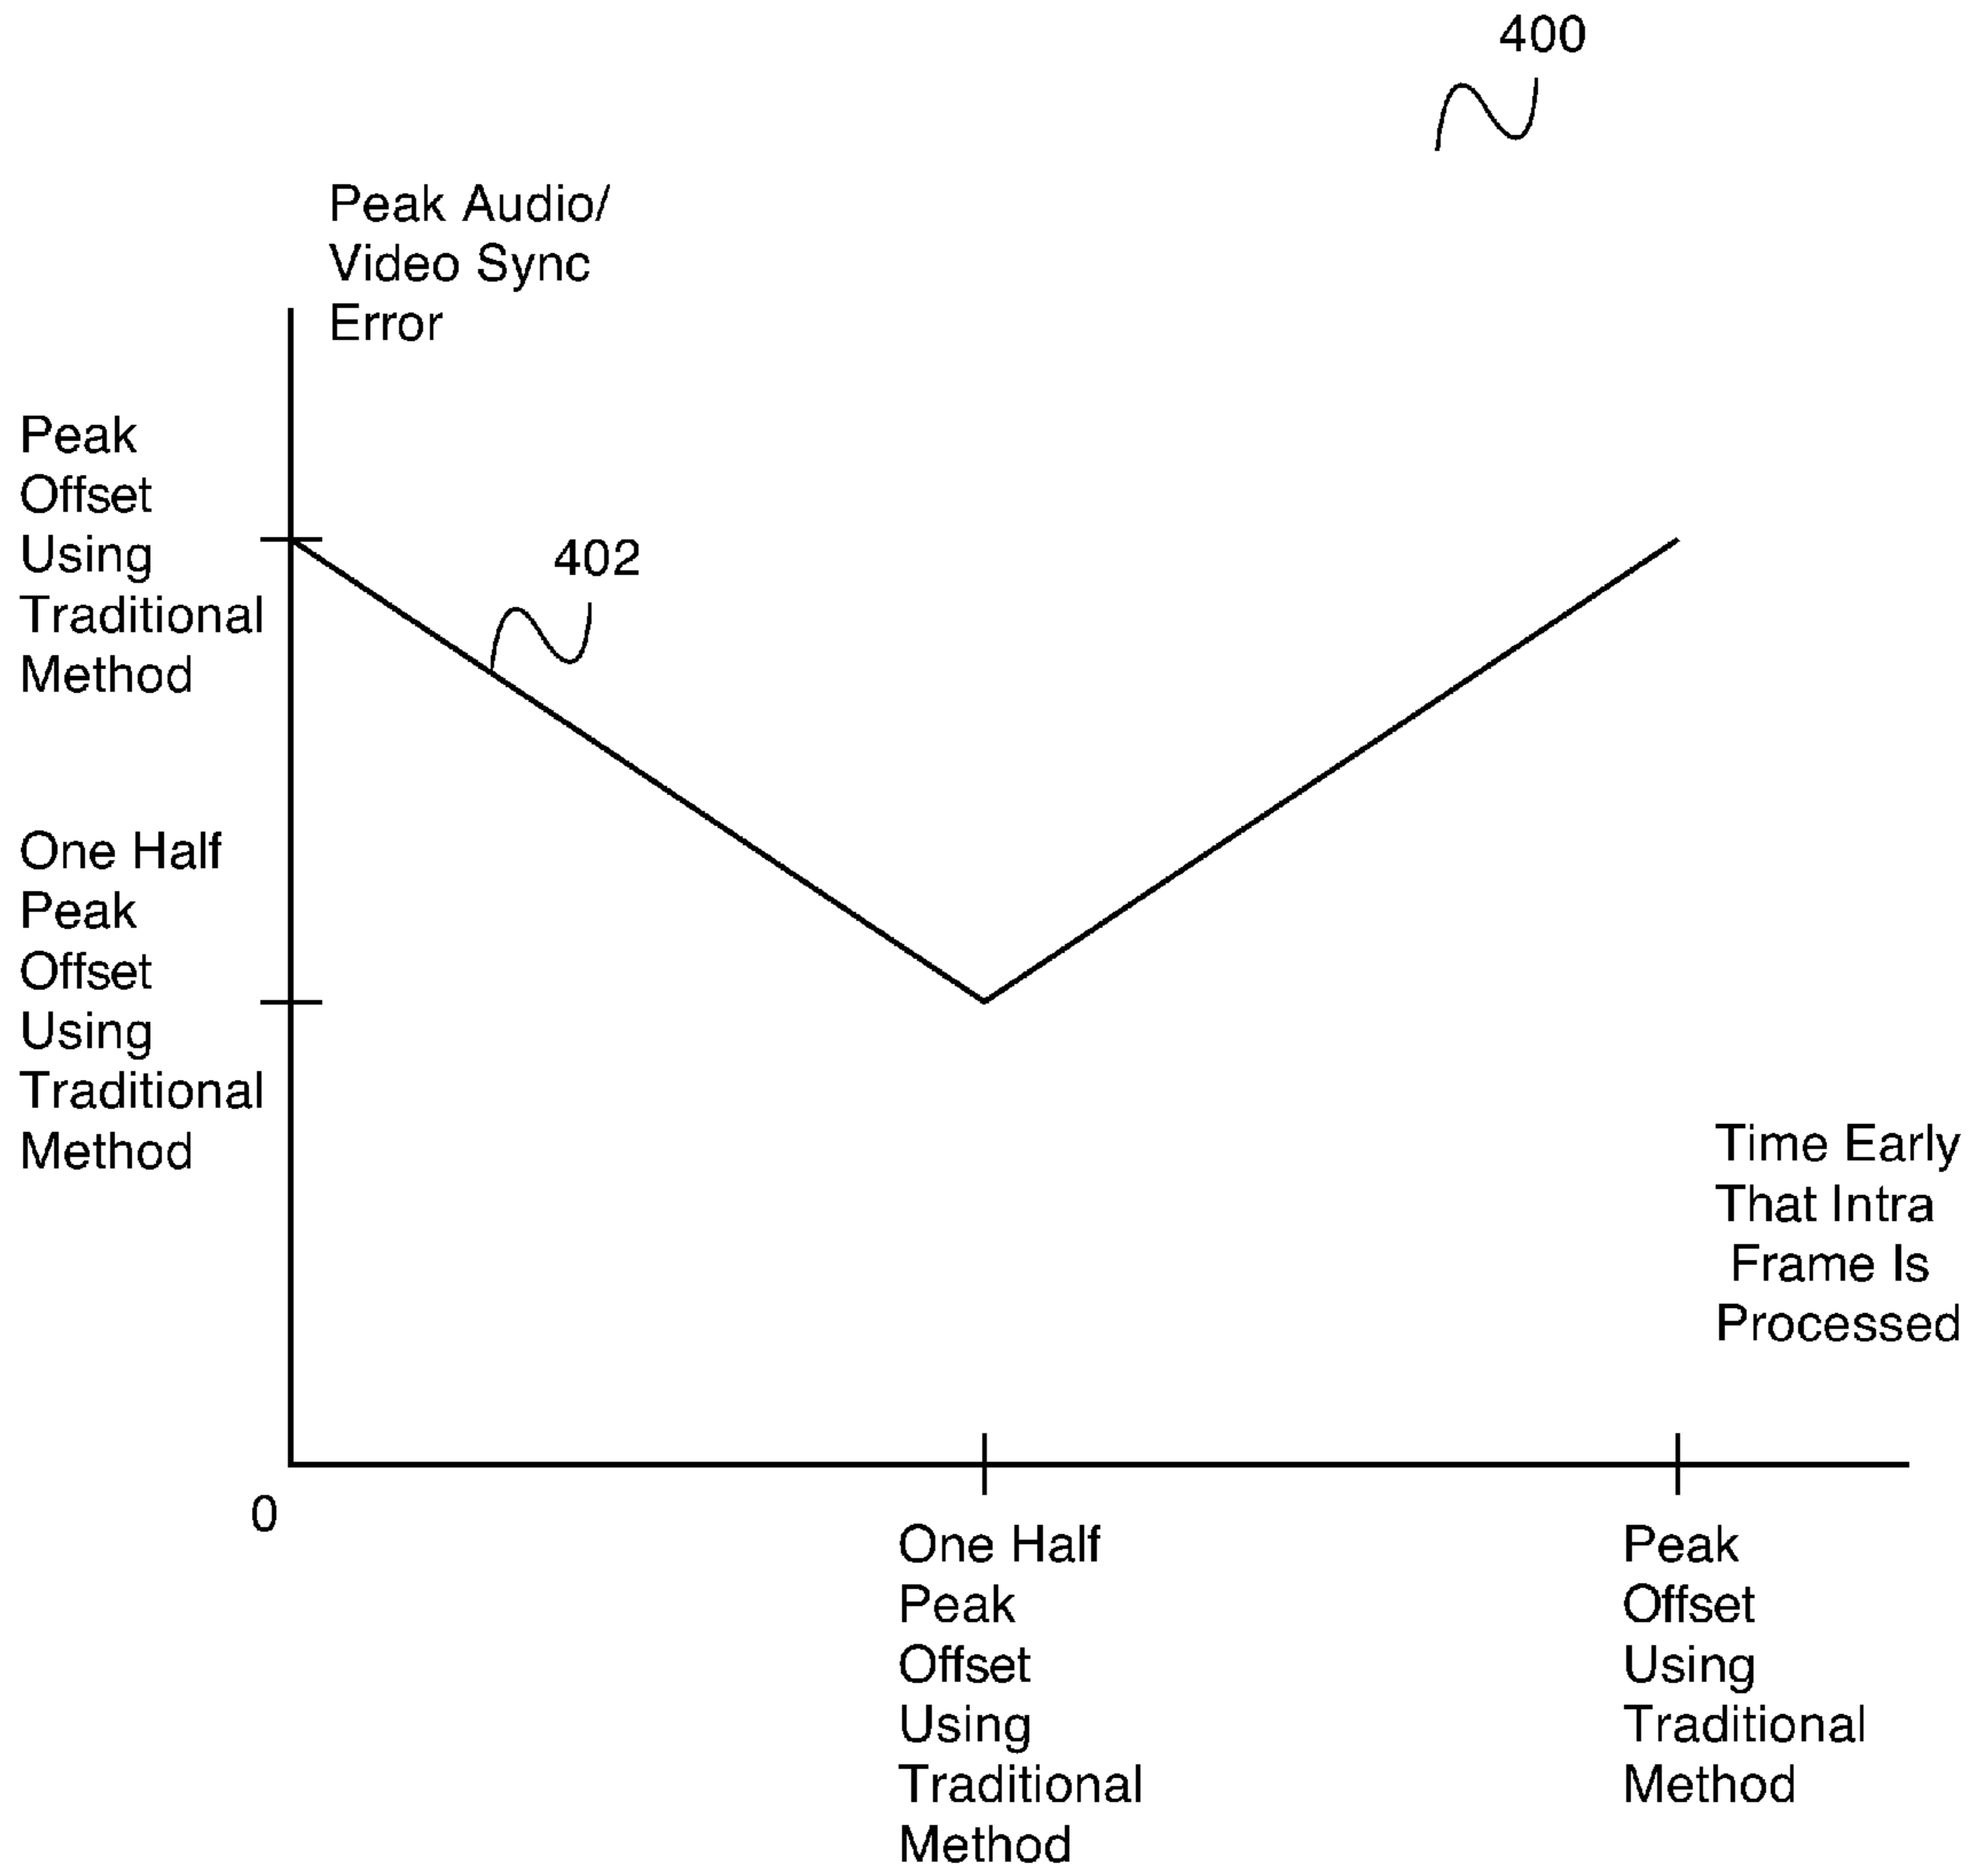 400
Peak Audio/
Video Sync
Error
Peak
Offset
Using
Traditional
Method
402
One Half
Peak
Offset
Using
Traditional
Method
Time Early
That Intra
Frame Is
Processed
0
One Half
Peak
Offset
Using
Traditional
Method
Peak
Offset
Using
Traditional
Method